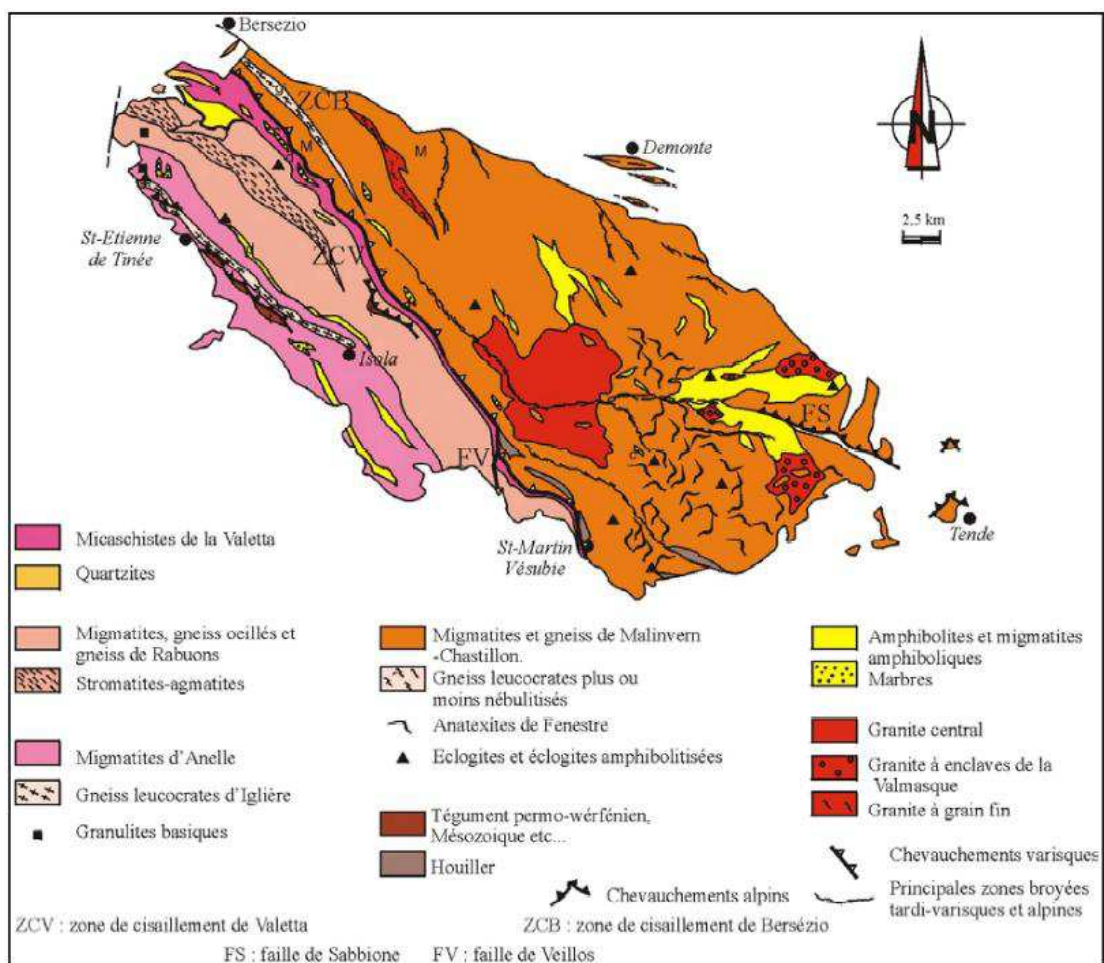 Bersezio
ZCB
M
M
Demonte
N
2,5 km
St-Etienne
de Tinée
ZCV
Isola
FS
FV
St-Martin
Vésubie
Tende
Micaschistes de la Valetta
Quartzites
Migmatites, gneiss oeillés et
gneiss de Rabuons
Stromatites-agmatites
Migmatites d'Anelle
Gneiss leucocrates d'Iglière
Granulites basiques
Migmatites et gneiss de Malinvern
-Chastillon.
Gneiss leucocrates plus ou
moins nébulitisés
Anatexites de Fenestre
Eclogites et éclogites amphibolitisées
Tégument permo-werfénien,
Mésozoique etc...
Houiller
Chevauchements alpins
Amphibolites et migmatites
amphiboliques
Marbres
Granite central
Granite à enclaves de la
Valmasque
Granite à grain fin
Chevauchements varisques
Principales zones broyées
tardi-varisques et alpines
ZCV : zone de cisaillement de Valetta
ZCB : zone de cisaillement de Bersézio
FS : faille de Sabbione
FV : faille de Veillos